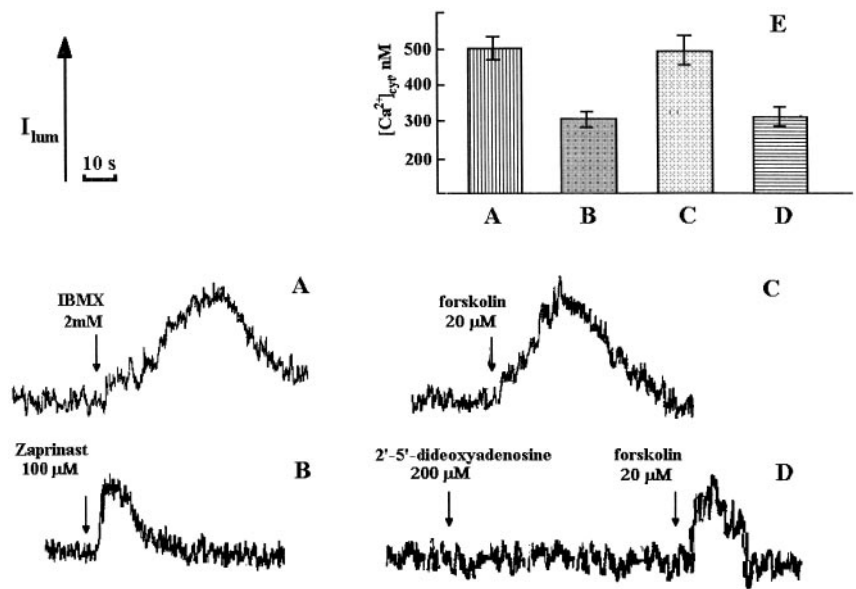 I lum
10 s
E
[Ca2+]cyt, nM
500
400
300
200
A B C D
A
IBMX
2mM
C
forskolin
20 μM
B
Zaprinast
100 μM
D
2'-5'-dideoxyadenosine
200 μM
forskolin
20 μM